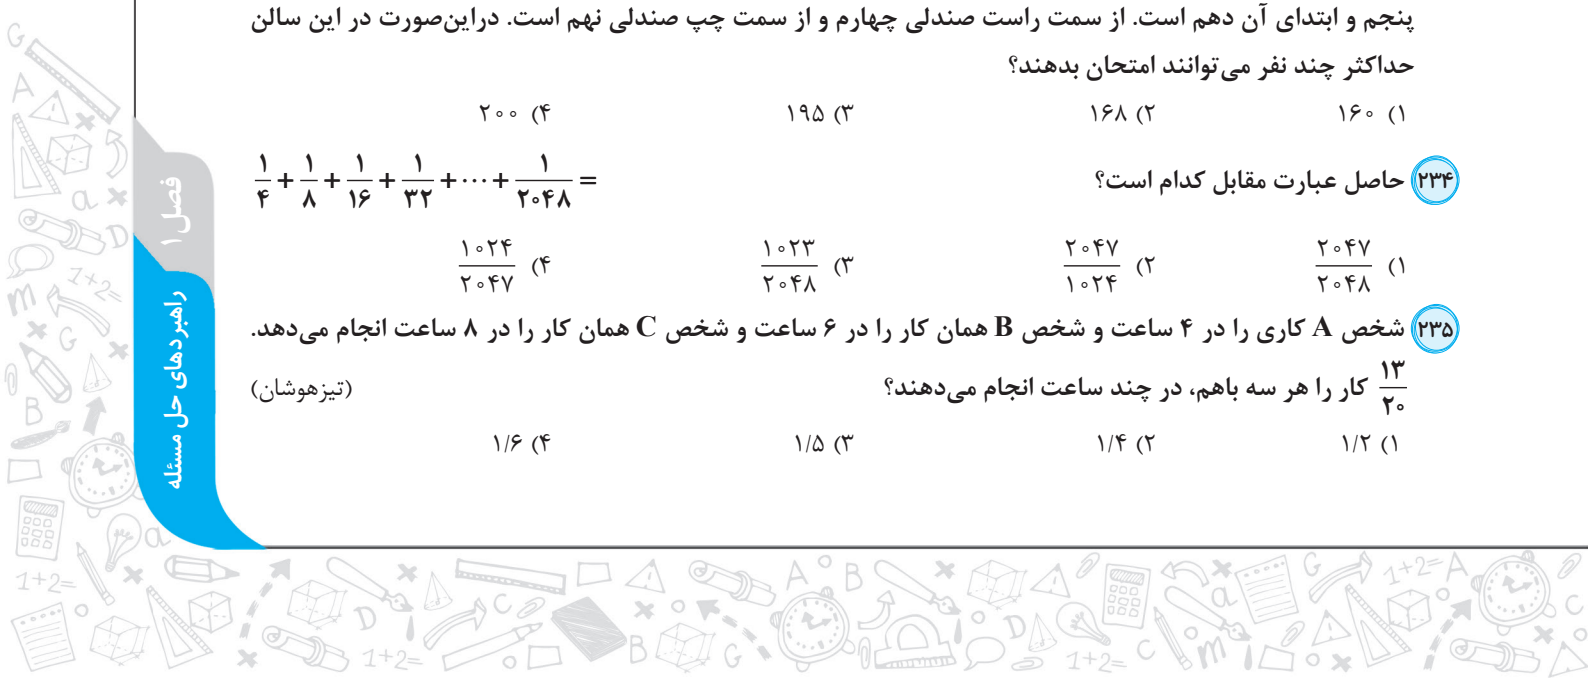 پنجم و ابتدای آن دهم است. از سمت راست صندلی چهارم و از سمت چپ صندلی نهم است. دراین‌صورت در این سالن
حداکثر چند نفر می‌توانند امتحان بدهند؟
۱) ۱۶۰ ۲) ۱۶۸ ۳) ۱۹۵ ۴) ۲۰۰
۲۳۴ حاصل عبارت مقابل کدام است؟ ۱/۴ + ۱/۸ + ۱/۱۶ + ۱/۳۲ + ⋯ + ۱/۲۰۴۸ =
۱) ۲۰۴۷/۲۰۴۸ ۲) ۲۰۴۷/۱۰۲۴ ۳) ۱۰۲۳/۲۰۴۸ ۴) ۱۰۲۴/۲۰۴۷
۲۳۵ شخص A کاری را در ۴ ساعت و شخص B همان کار را در ۶ ساعت و شخص C همان کار را در ۸ ساعت انجام می‌دهد.
۱۳/۲۰ کار را هر سه باهم، در چند ساعت انجام می‌دهند؟ (تیزهوشان)
۱) ۱/۲ ۲) ۱/۴ ۳) ۱/۵ ۴) ۱/۶
فصل ۱
راهبردهای حل مسئله